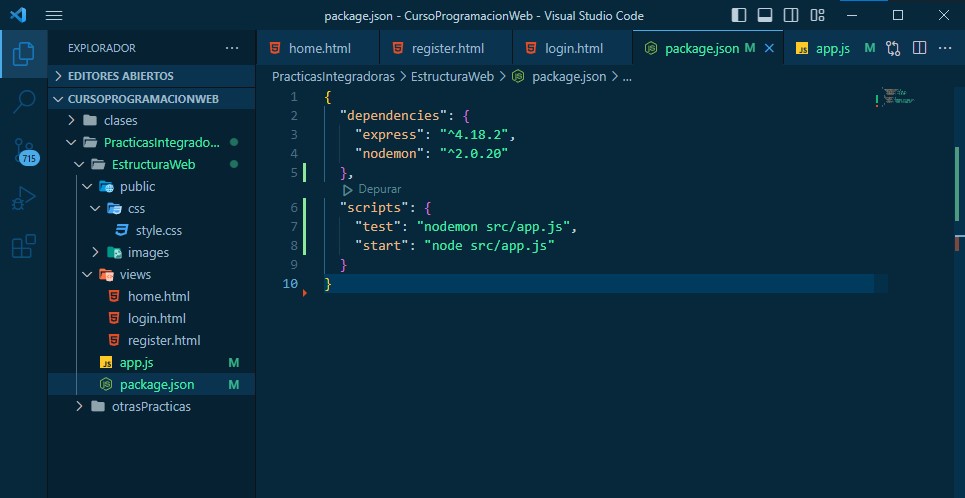 package.json - CursoProgramacionWeb - Visual Studio Code
EXPLORADOR
EDITORES ABIERTOS
CURSOPROGRAMACIONWEB
clases
PracticasIntegrado...
EstructuraWeb
public
css
style.css
images
views
home.html
login.html
register.html
app.js M
package.json M
otrasPracticas
715
home.html register.html login.html package.json M app.js M
PracticasIntegradoras > EstructuraWeb > package.json > ...
1 {
2 "dependencies": {
3 "express": "^4.18.2",
4 "nodemon": "^2.0.20"
5 },
Depurar
6 "scripts": {
7 "test": "nodemon src/app.js",
8 "start": "node src/app.js"
9 }
10 }